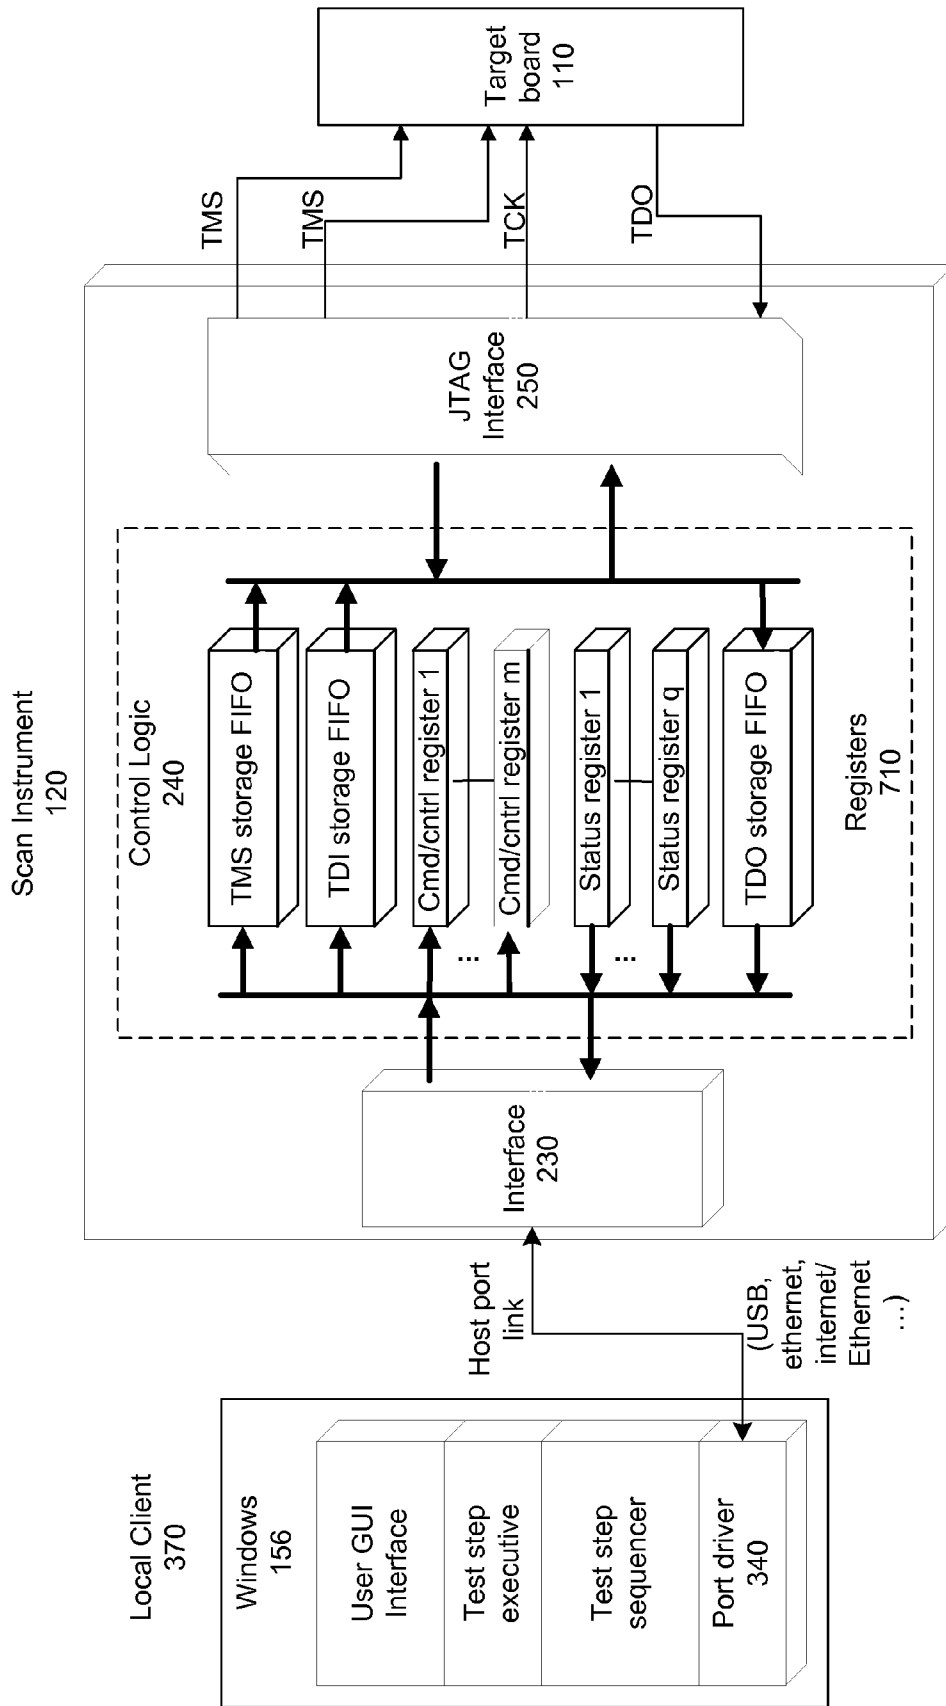 Local Client
370
Windows
156
User GUI
Interface
Test step
executive
Test step
sequencer
Port driver
340
Host port
link
(USB,
ethernet,
internet/
Ethernet
...)
Scan Instrument
120
Interface
230
Control Logic
240
TMS storage FIFO
TDI storage FIFO
Cmd/cntrl register 1
...
Cmd/cntrl register m
Status register 1
...
Status register q
TDO storage FIFO
Registers
710
JTAG
Interface
250
TMS
TMS
TCK
TDO
Target
board
110